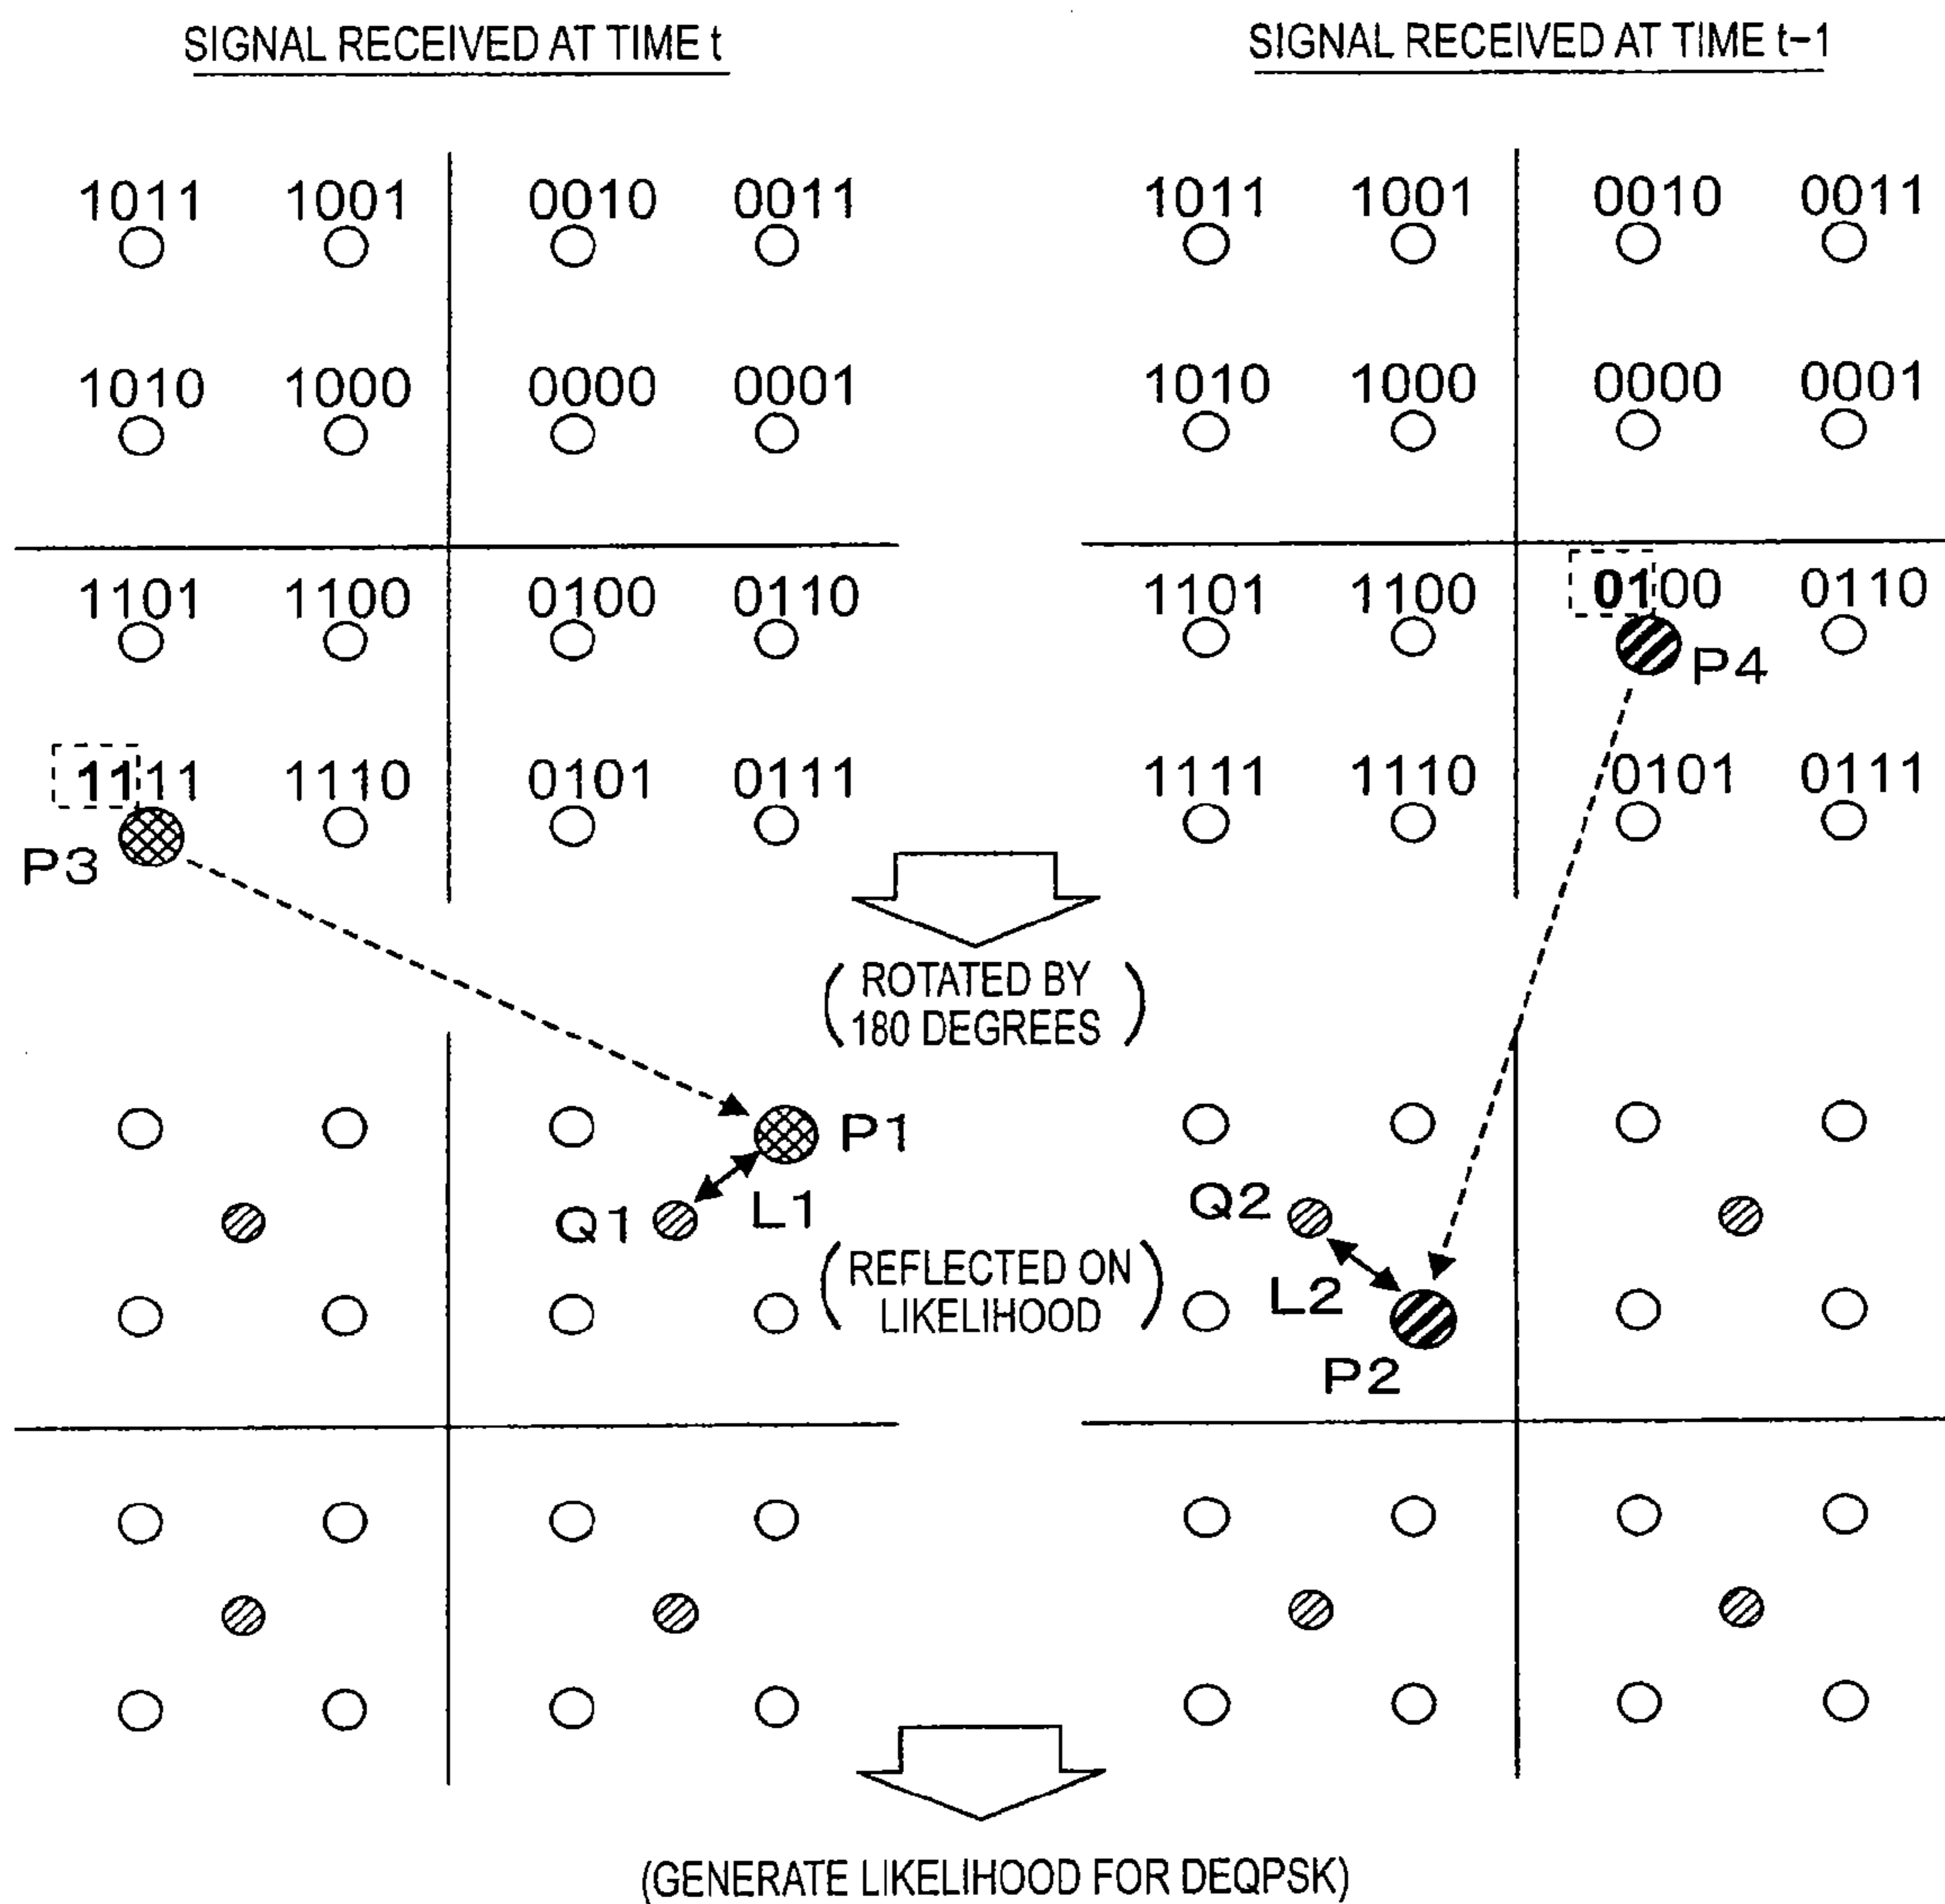 SIGNAL RECEIVED AT TIME t
SIGNAL RECEIVED AT TIME t-1
1011 1001 0010 0011
1011 1001 0010 0011
1010 1000 0000 0001
1010 1000 0000 0001
1101 1100 0100 0110
1101 1100 0100 0110
P4
1111 1110 0101 0111
1111 1110 0101 0111
P3
(ROTATED BY
180 DEGREES)
P1
Q1
L1
Q2
(REFLECTED ON
LIKELIHOOD)
L2
P2
(GENERATE LIKELIHOOD FOR DEQPSK)